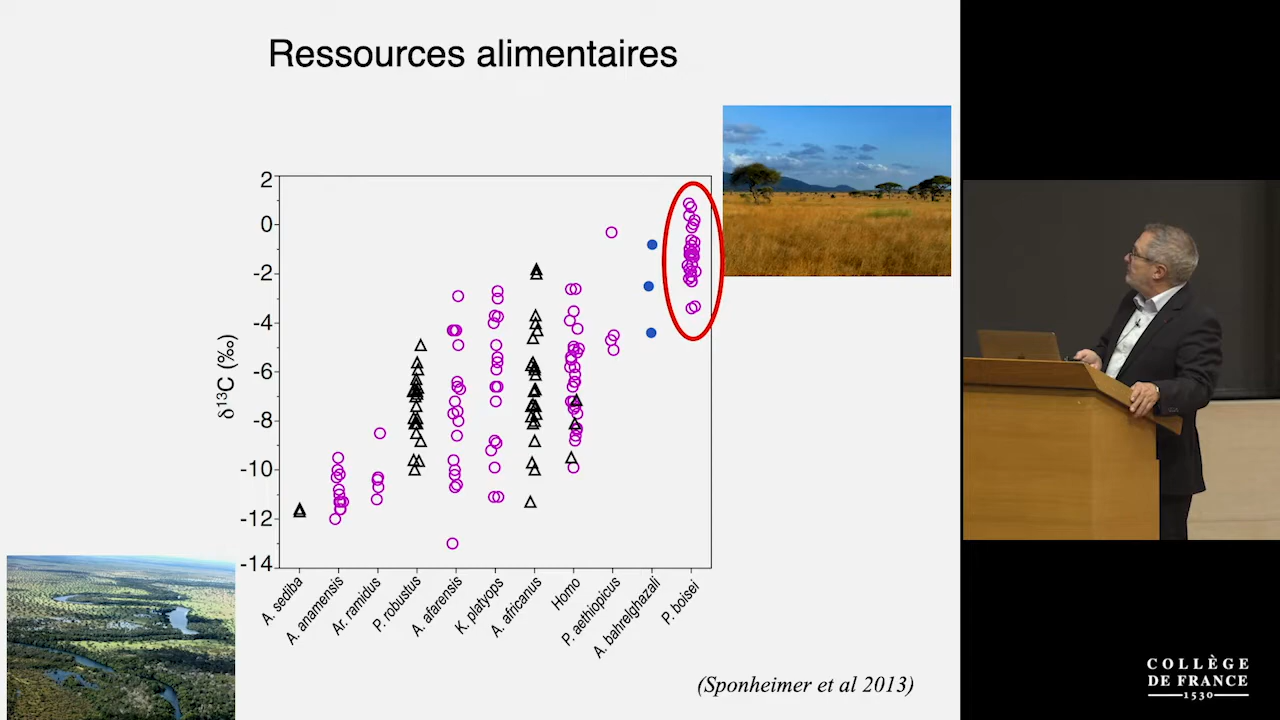 Ressources alimentaires
2
0
-2
-4
-6
-8
-10
-12
-14
δ¹³C (‰)
A. sediba
A. anamensis
Ar. ramidus
P. robustus
A. afarensis
K. platyops
A. africanus
Homo
P. aethiopicus
A. bahrelghazali
P. boisei
(Sponheimer et al 2013)
COLLÈGE
DE FRANCE
1530